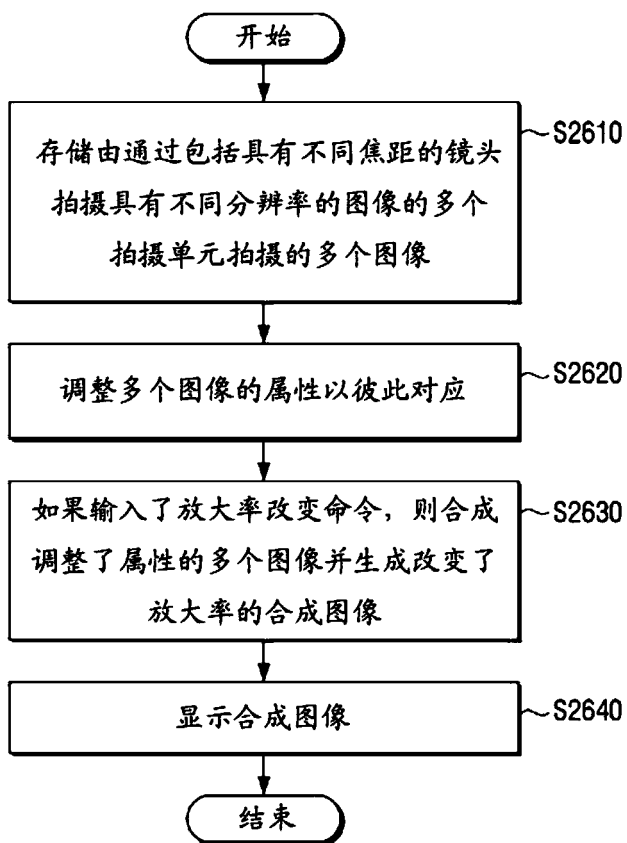 开始
存储由通过包括具有不同焦距的镜头
拍摄具有不同分辨率的图像的多个
拍摄单元拍摄的多个图像
S2610
调整多个图像的属性以彼此对应
S2620
如果输入了放大率改变命令，则合成
调整了属性的多个图像并生成改变了
放大率的合成图像
S2630
显示合成图像
S2640
结束